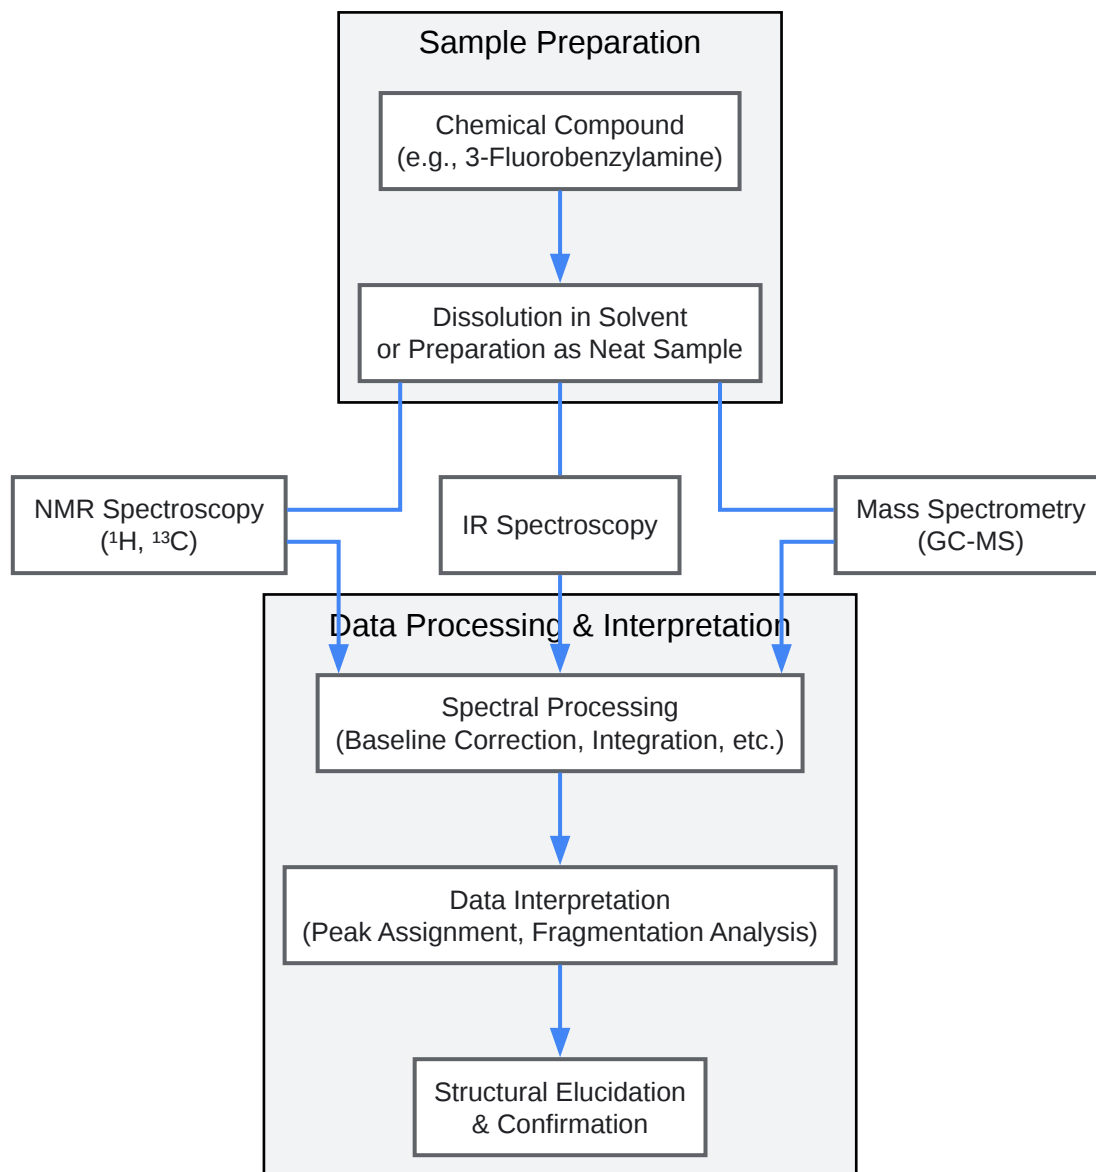 Sample Preparation
Chemical Compound
(e.g., 3-Fluorobenzylamine)
Dissolution in Solvent
or Preparation as Neat Sample
NMR Spectroscopy
(¹H, ¹³C)
IR Spectroscopy
Mass Spectrometry
(GC-MS)
Data Processing & Interpretation
Spectral Processing
(Baseline Correction, Integration, etc.)
Data Interpretation
(Peak Assignment, Fragmentation Analysis)
Structural Elucidation
& Confirmation